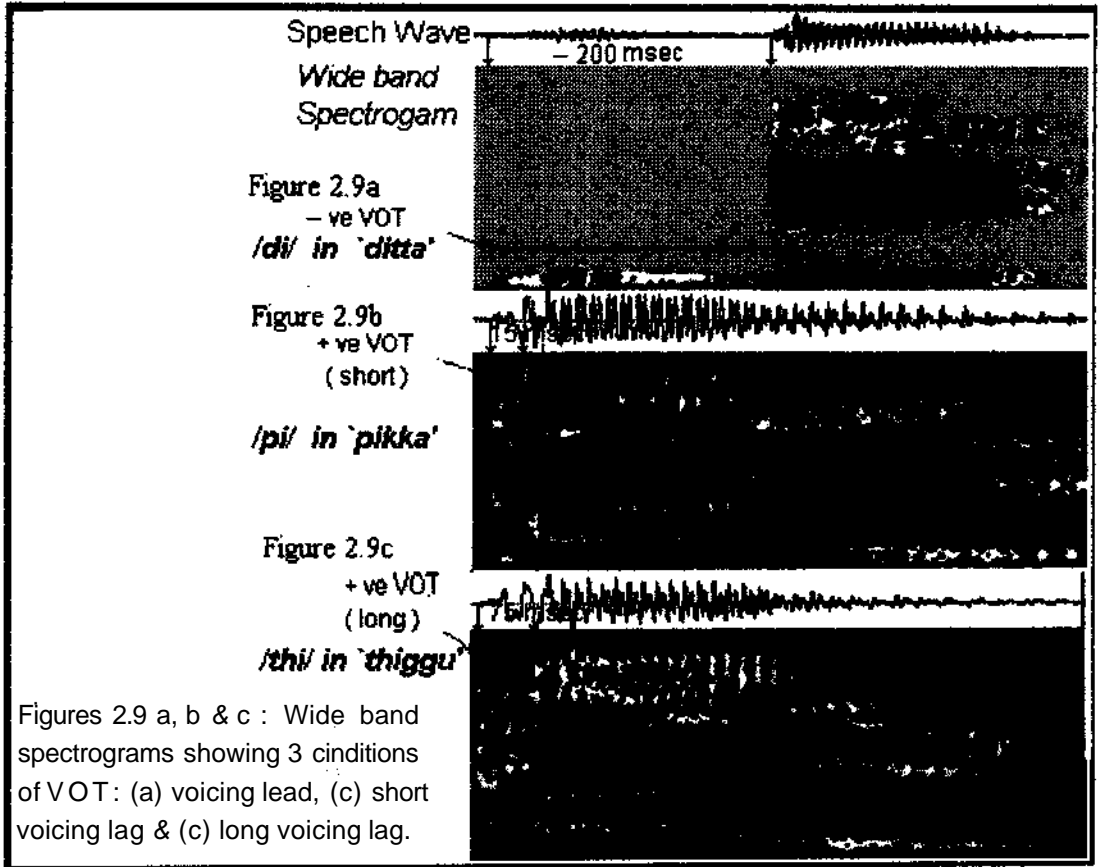 Speech Wave
– 200 msec
Wide band
Spectrogam
Figure 2.9a
– ve VOT
/di/ in `ditta'
Figure 2.9b
+ ve VOT
( short )
/pi/ in `pikka'
Figure 2.9c
+ ve VOT
( long )
/thi/ in `thiggu'
Figures 2.9 a, b & c : Wide band
spectrograms showing 3 cinditions
of VOT: (a) voicing lead, (c) short
voicing lag & (c) long voicing lag.